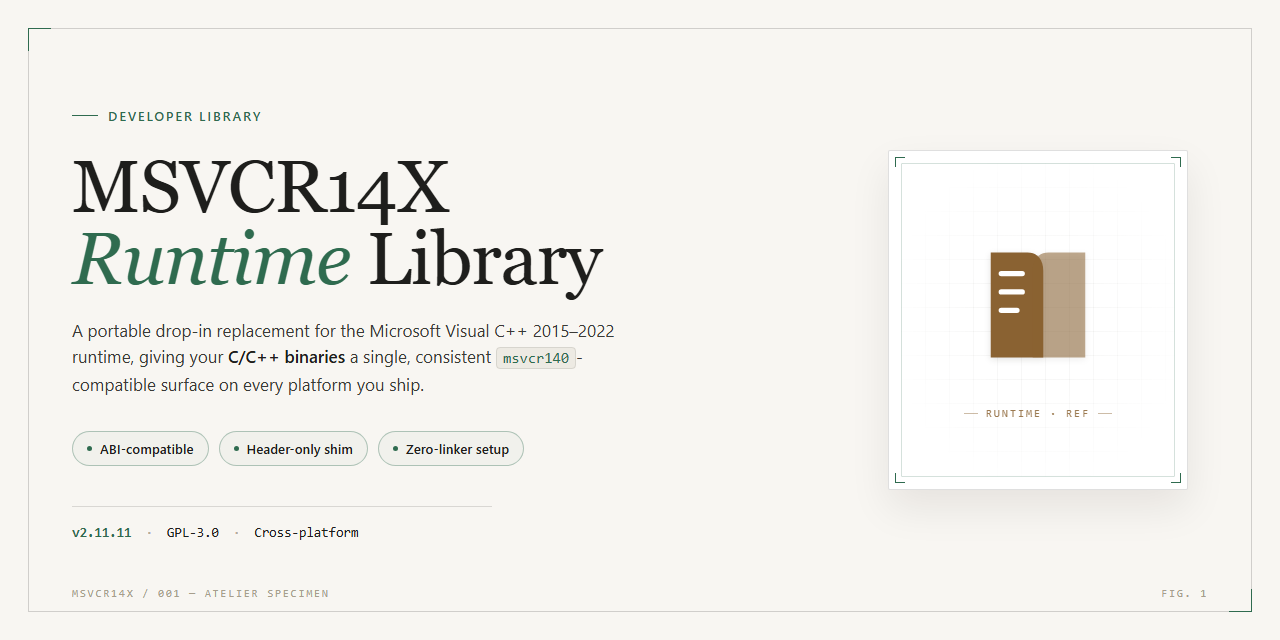 DEVELOPER LIBRARY
MSVCR14X
Runtime Library
A portable drop-in replacement for the Microsoft Visual C++ 2015–2022
runtime, giving your C/C++ binaries a single, consistent msvcr140-
compatible surface on every platform you ship.
ABI-compatible
Header-only shim
Zero-linker setup
v2.11.11 · GPL-3.0 · Cross-platform
RUNTIME · REF
MSVCR14X / 001 — ATELIER SPECIMEN
FIG. 1